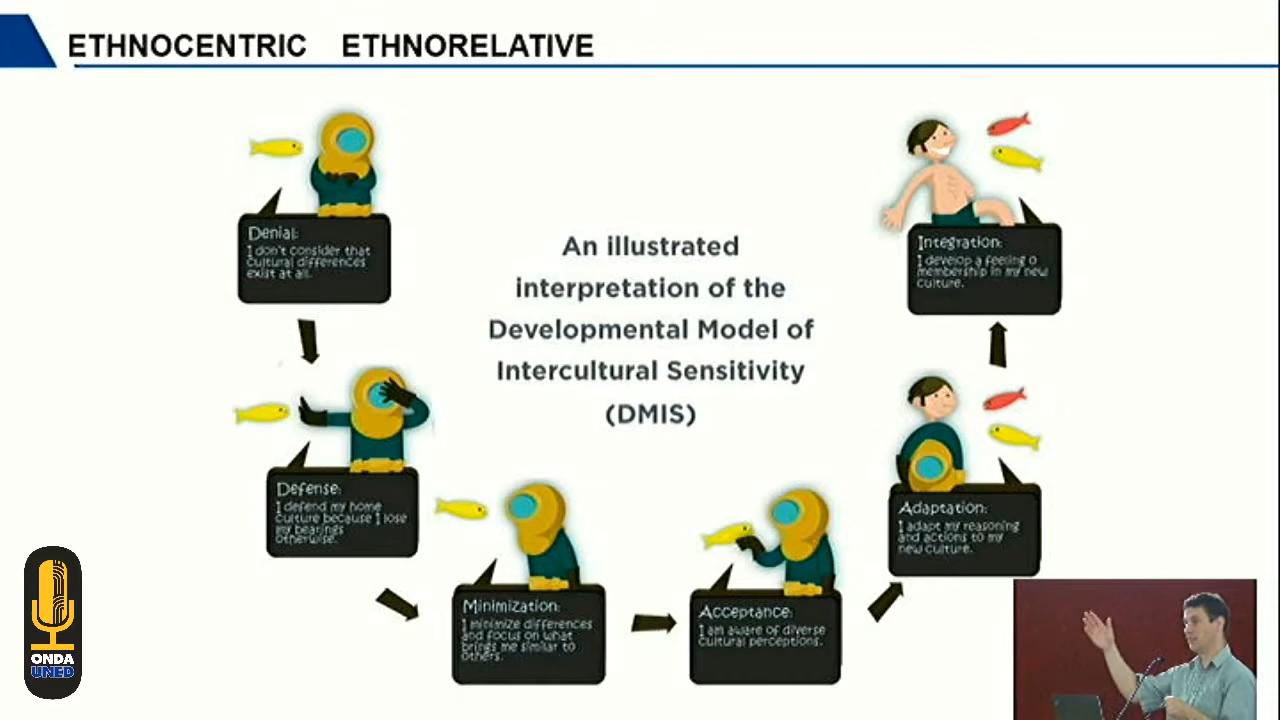 ETHNOCENTRIC ETHNORELATIVE
Denial:
I don't consider that
cultural differences
exist at all.
Defense:
I defend my home
culture because I lose
my bearings
otherwise.
Minimization:
I minimize differences
and focus on what
brings me similar to
others.
Acceptance:
I am aware of diverse
cultural perceptions.
Adaptation:
I adapt my reasoning
and actions to my
new culture.
Integration:
I develop a feeling o
membership in my new
culture.
An illustrated
interpretation of the
Developmental Model of
Intercultural Sensitivity
(DMIS)
ONDA
UNED